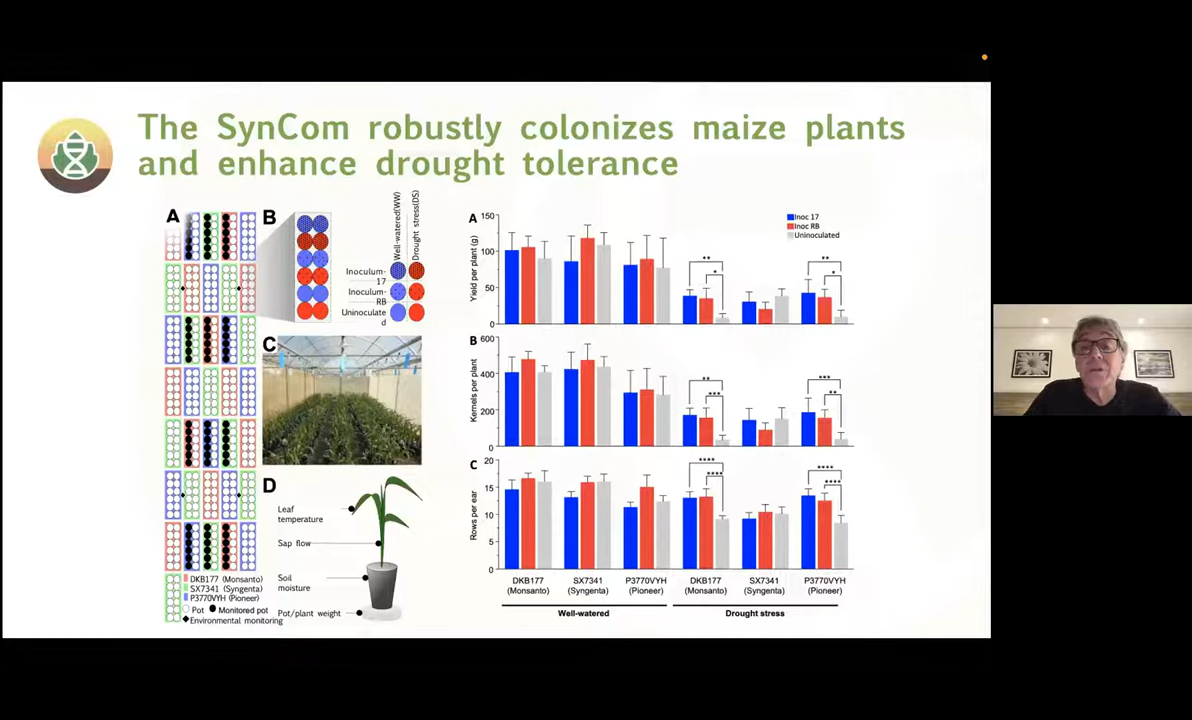 The SynCom robustly colonizes maize plants
and enhance drought tolerance
A
B
Well-watered(WW)
Drought stress(DS)
Inoculum-
17
Inoculum-
RB
Uninoculate
d
C
D
Leaf
temperature
Sap flow
Soil
moisture
Pot/plant weight
DKB177 (Monsanto)
SX7341 (Syngenta)
P3770VYH (Pioneer)
Pot
Monitored pot
Environmental monitoring
A
Yield per plant (g)
150
100
50
0
Inoc 17
Inoc RB
Uninoculated
**
*
**
*
B
Kernels per plant
600
400
200
0
**
***
***
**
C
Rows per ear
20
15
10
5
0
****
****
****
****
DKB177
(Monsanto)
SX7341
(Syngenta)
P3770VYH
(Pioneer)
DKB177
(Monsanto)
SX7341
(Syngenta)
P3770VYH
(Pioneer)
Well-watered
Drought stress